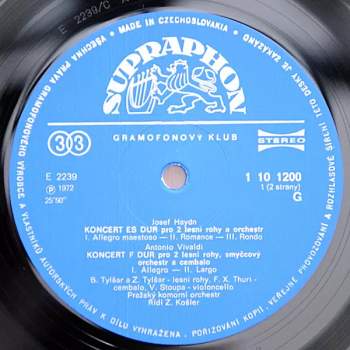 E 2239/C
MADE IN CZECHOSLOVAKIA
VŠECHNA PRÁVA GRAMOFONOVÉHO VÝROBCE A VLASTNÍKŮ AUTORSKÝCH PRÁV K DÍLU VYHRAŽENA. POŘIZOVÁNÍ KOPIÍ, VEŘEJNÉ PROVOZOVÁNÍ A ROZHLASOVÉ ŠÍŘENÍ TÉTO DESKY JE ZAKÁZÁNO
SUPRAPHON
GRAMOFONOVÝ KLUB
33
STEREO
E 2239
1 10 1200
Ⓟ 1972
1 (2 strany)
25'50"
G
Josef Haydn
KONCERT ES DUR pro 2 lesní rohy a orchestr
I. Allegro maestoso — II. Romance — III. Rondo
Antonio Vivaldi
KONCERT F DUR pro 2 lesní rohy, smyčcový
orchestr a cembalo
I. Allegro — II. Largo
B. Tylšar a Z. Tylšar - lesní rohy, F. X. Thuri -
cembalo, V. Stoupa - violoncello
Pražský komorní orchestr
Řídí Z. Košler